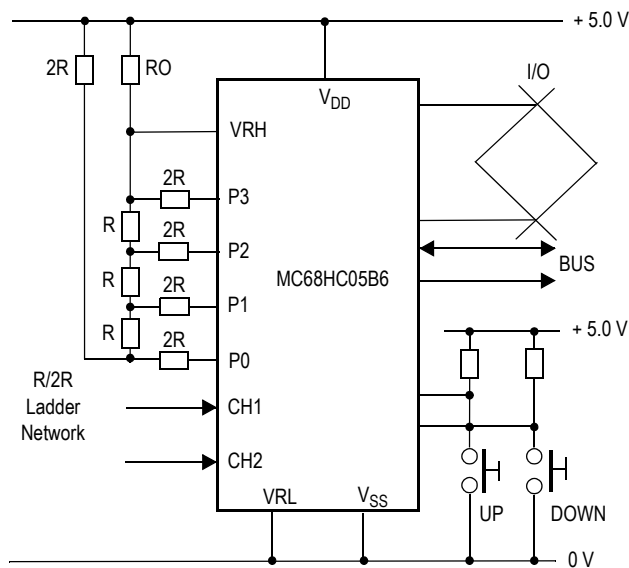 + 5.0 V
2R
RO
I/O
VDD
VRH
2R
P3
R
2R
P2
R
MC68HC05B6
BUS
2R
P1
R
2R
P0
+ 5.0 V
R/2R
Ladder
Network
CH1
CH2
VRL
VSS
UP
DOWN
0 V